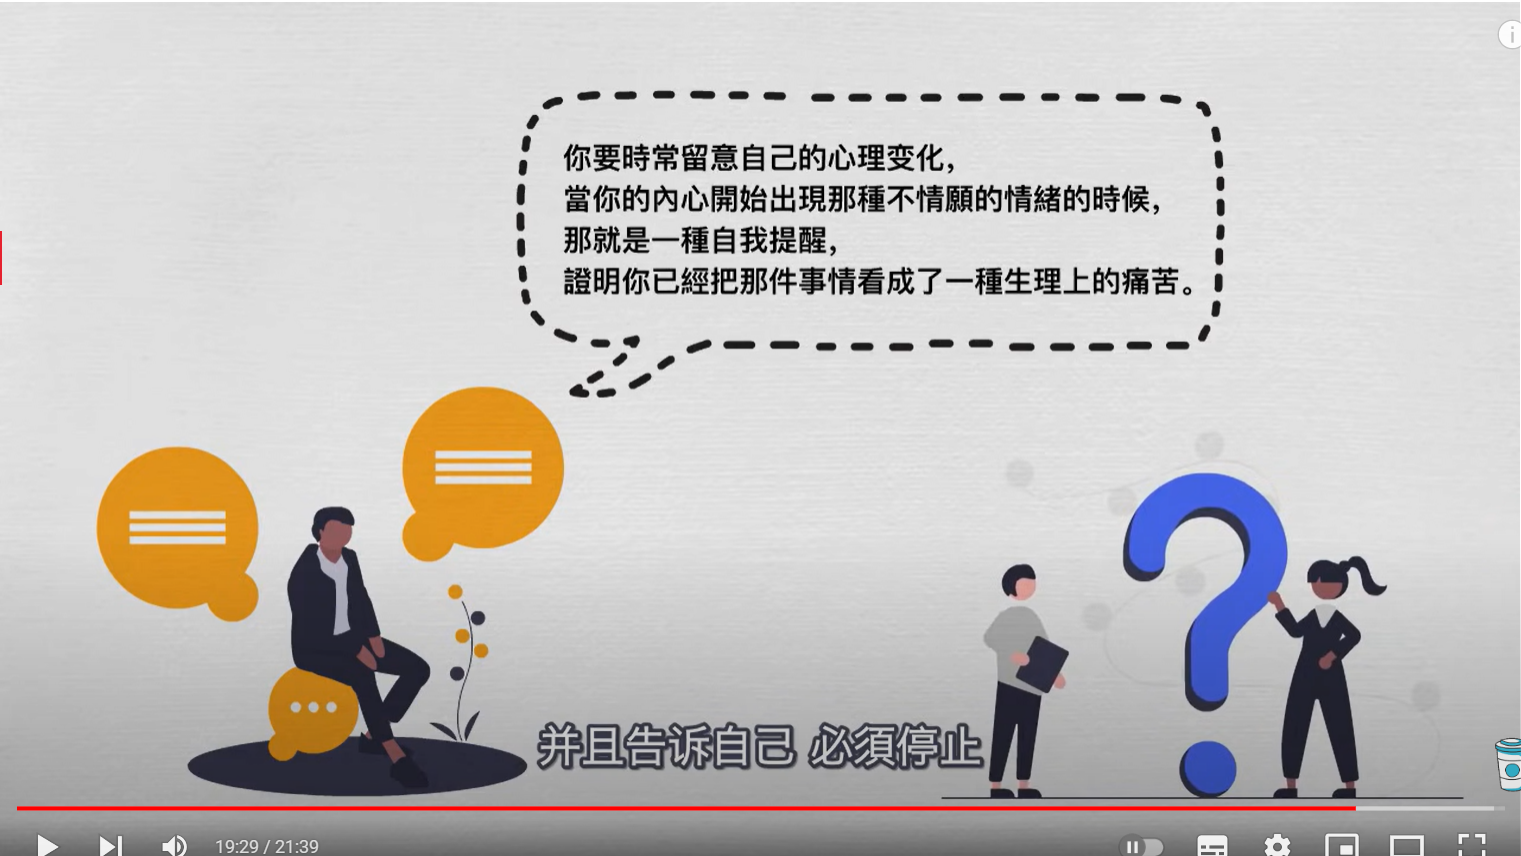 你要時常留意自己的心理变化，
當你的內心開始出現那種不情願的情緒的時候，
那就是一種自我提醒，
證明你已經把那件事情看成了一種生理上的痛苦。
并且告诉自己 必須停止
19:29 / 21:39